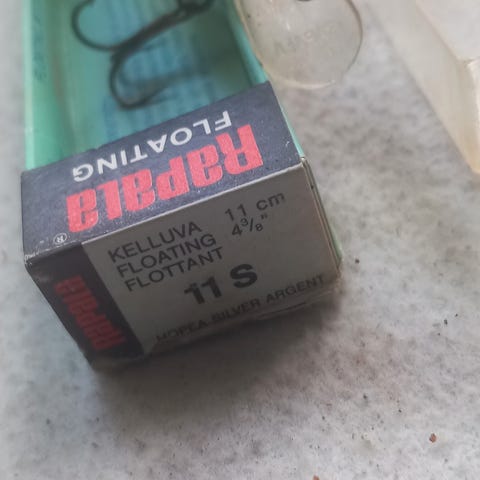 Rapala®
FLOATING
Rapala
KELLUVA 11 cm
FLOATING 4 3/8"
FLOTTANT
11 S
HOPEA SILVER ARGENT